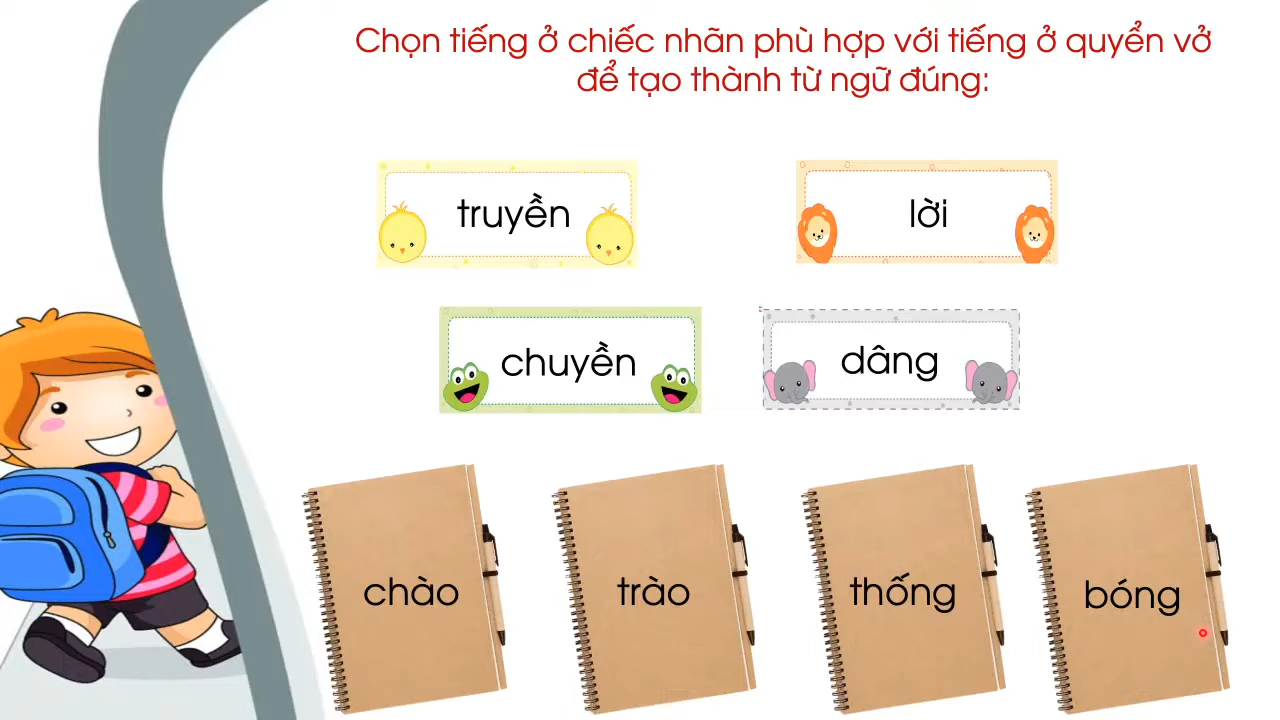 Chọn tiếng ở chiếc nhãn phù hợp với tiếng ở quyển vở
để tạo thành từ ngữ đúng:
truyền
lời
chuyền
dâng
chào
trào
thống
bóng